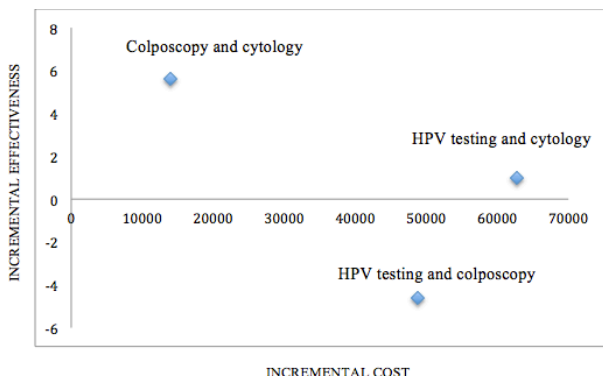 8
Colposcopy and cytology
6
4
HPV testing and cytology
2
0
0 10000 20000 30000 40000 50000 60000 70000
-2
HPV testing and colposcopy
-4
-6
INCREMENTAL EFFECTIVENESS
INCREMENTAL COST